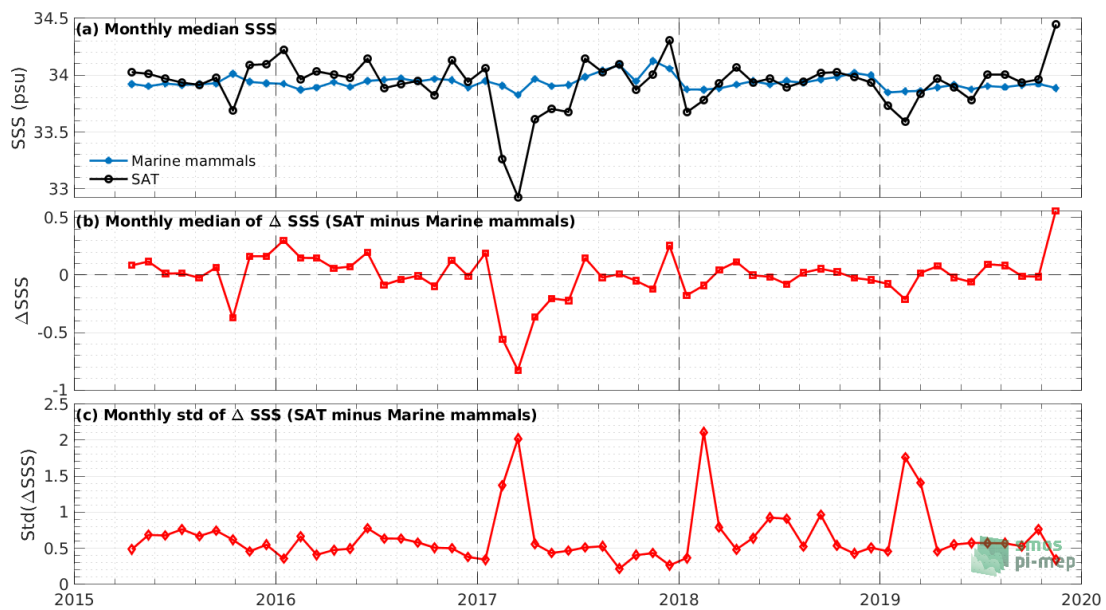 (a) Monthly median SSS
34.5
34
33.5
33
SSS (psu)
Marine mammals
SAT
(b) Monthly median of Δ SSS (SAT minus Marine mammals)
0.5
0
-0.5
-1
ΔSSS
(c) Monthly std of Δ SSS (SAT minus Marine mammals)
2.5
2
1.5
1
0.5
0
Std(ΔSSS)
smos
pi-mep
2015 2016 2017 2018 2019 2020